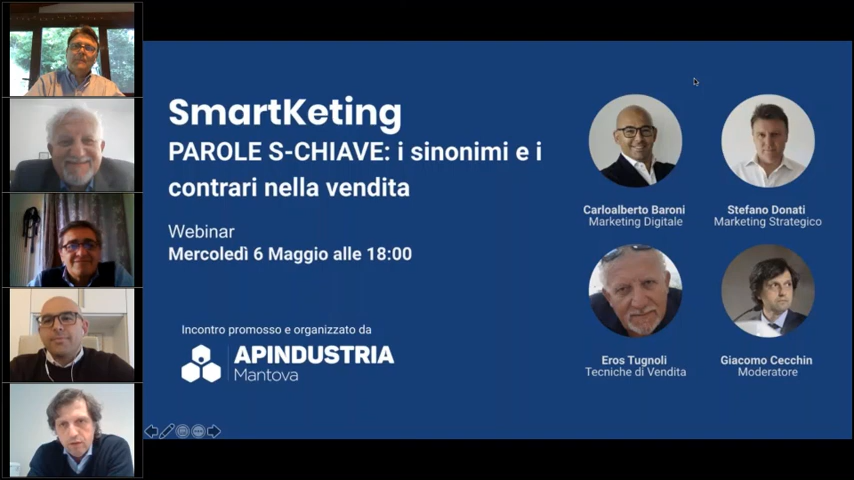 SmartKeting
PAROLE S-CHIAVE: i sinonimi e i
contrari nella vendita
Webinar
Mercoledì 6 Maggio alle 18:00
Incontro promosso e organizzato da
APINDUSTRIA
Mantova
Carloalberto Baroni
Marketing Digitale
Stefano Donati
Marketing Strategico
Eros Tugnoli
Tecniche di Vendita
Giacomo Cecchin
Moderatore